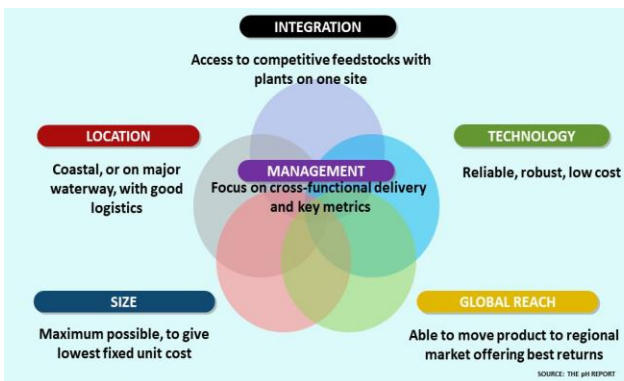 INTEGRATION
Access to competitive feedstocks with
plants on one site
LOCATION
Coastal, or on major
waterway, with good
logistics
MANAGEMENT
Focus on cross-functional delivery
and key metrics
TECHNOLOGY
Reliable, robust, low cost
SIZE
Maximum possible, to give
lowest fixed unit cost
GLOBAL REACH
Able to move product to regional
market offering best returns
SOURCE: THE pH REPORT